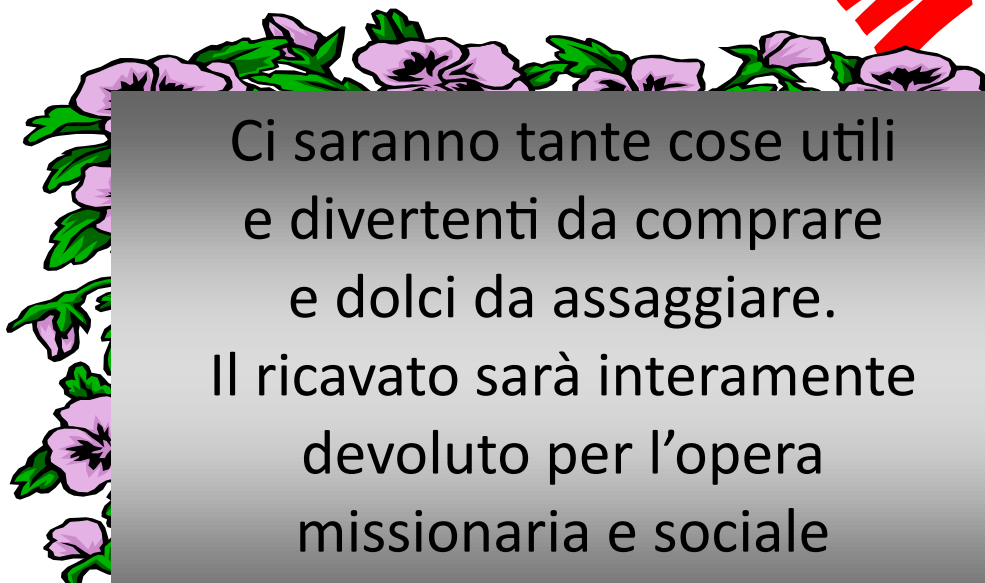 Ci saranno tante cose utili
e divertenti da comprare
e dolci da assaggiare.
Il ricavato sarà interamente
devoluto per l’opera
missionaria e sociale